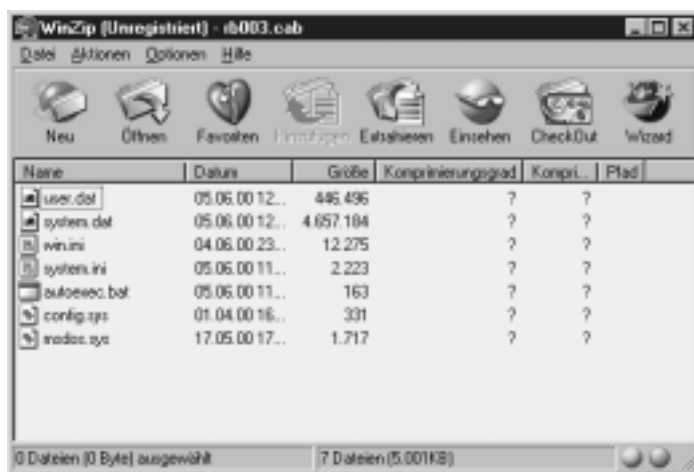 WinZip (Unregistriert) - rb003.cab
Datei Aktionen Optionen Hilfe
Neu Öffnen Favoriten Hinzufügen Extrahieren Einsehen CheckOut Wizard
Name Datum Größe Komprimierungsgrad Kompri... Pfad
user.dat 05.06.00 12... 446.496 ? ?
system.dat 05.06.00 12... 4.657.184 ? ?
win.ini 04.06.00 23... 12.275 ? ?
system.ini 05.06.00 11... 2.223 ? ?
autoexec.bat 05.06.00 11... 163 ? ?
config.sys 01.04.00 16... 331 ? ?
msdos.sys 17.05.00 17... 1.717 ? ?
0 Dateien (0 Byte) ausgewählt 7 Dateien (5.001KB)